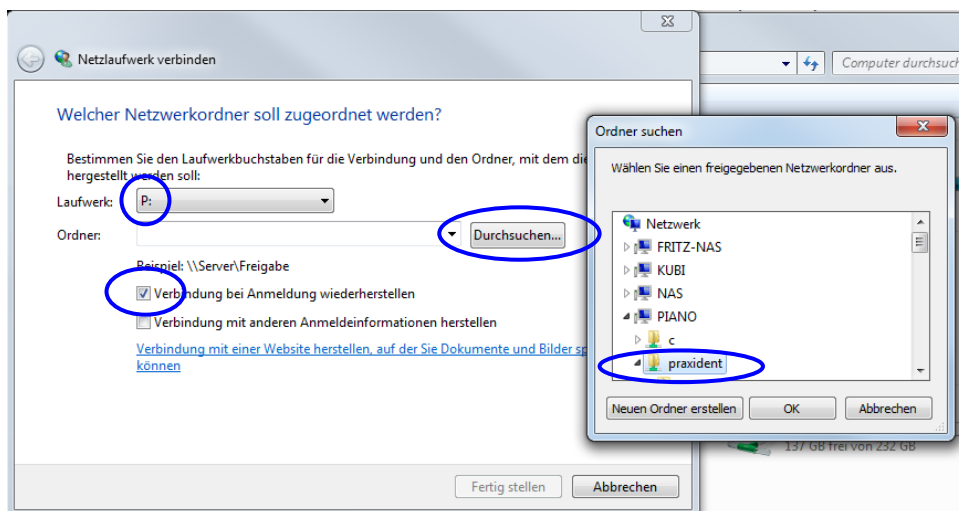 Netzlaufwerk verbinden
Computer durchsuch
Welcher Netzwerkordner soll zugeordnet werden?
Bestimmen Sie den Laufwerkbuchstaben für die Verbindung und den Ordner, mit dem die
hergestellt werden soll:
Laufwerk: P:
Ordner: Durchsuchen...
Beispiel: \\Server\Freigabe
Verbindung bei Anmeldung wiederherstellen
Verbindung mit anderen Anmeldeinformationen herstellen
Verbindung mit einer Website herstellen, auf der Sie Dokumente und Bilder sp
können
Fertig stellen Abbrechen
Ordner suchen
Wählen Sie einen freigegebenen Netzwerkordner aus.
Netzwerk
FRITZ-NAS
KUBI
NAS
PIANO
c
praxident
Neuen Ordner erstellen OK Abbrechen
137 GB frei von 232 GB